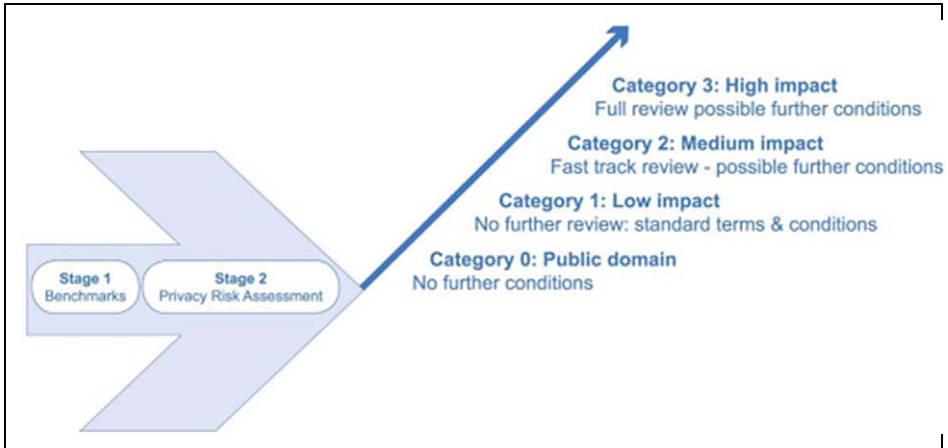 Category 3: High impact
Full review possible further conditions
Category 2: Medium impact
Fast track review - possible further conditions
Category 1: Low impact
No further review: standard terms & conditions
Category 0: Public domain
No further conditions
Stage 1
Benchmarks
Stage 2
Privacy Risk Assessment